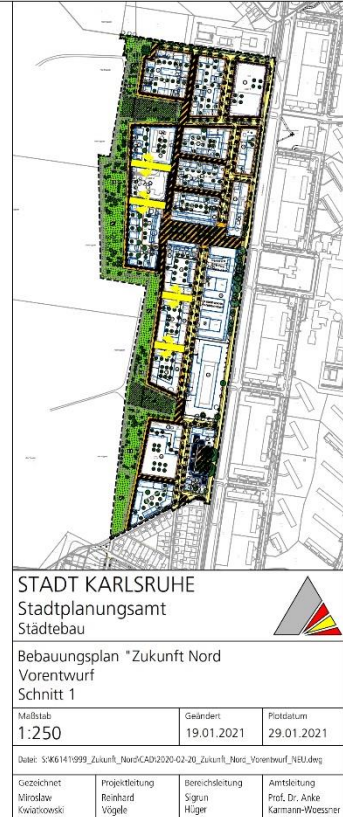 STADT KARLSRUHE
Stadtplanungsamt
Städtebau
Bebauungsplan "Zukunft Nord
Vorentwurf
Schnitt 1
Maßstab
1:250
Geändert
19.01.2021
Plotdatum
29.01.2021
Datei: S:\K6141\999_Zukunft_Nord\CAD\2020-02-20_Zukunft_Nord_Vorentwurf_NEU.dwg
Gezeichnet
Miroslaw
Kwiatkowski
Projektleitung
Reinhard
Vögele
Bereichsleitung
Sigrun
Hüger
Amtsleitung
Prof. Dr. Anke
Karmann-Woessner